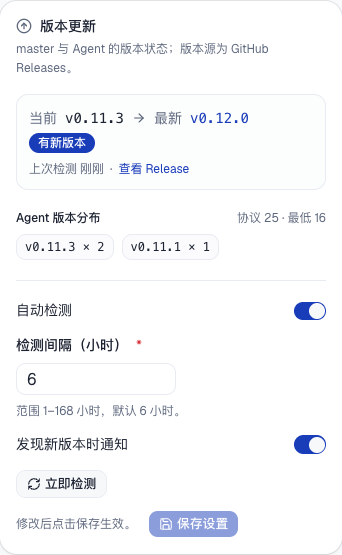 版本更新
master 与 Agent 的版本状态；版本源为 GitHub
Releases。
当前 v0.11.3 → 最新 v0.12.0
有新版本
上次检测 刚刚 · 查看 Release
Agent 版本分布 协议 25 · 最低 16
v0.11.3 × 2 v0.11.1 × 1
自动检测
检测间隔（小时） *
6
范围 1–168 小时，默认 6 小时。
发现新版本时通知
立即检测
修改后点击保存生效。 保存设置